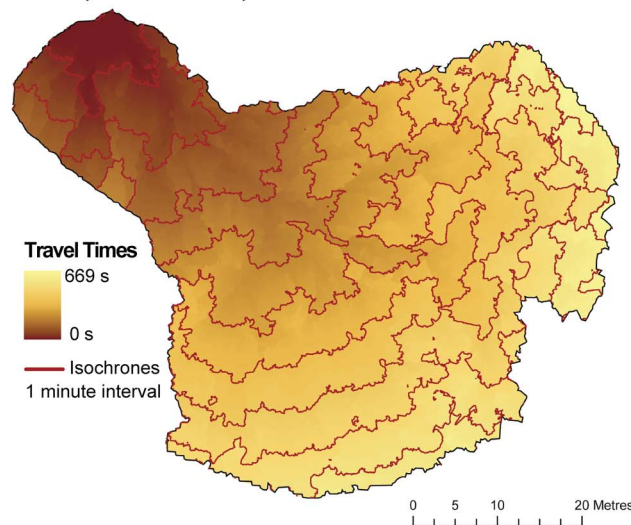 Travel Times
669 s
0 s
Isochrones
1 minute interval
0 5 10 20 Metres